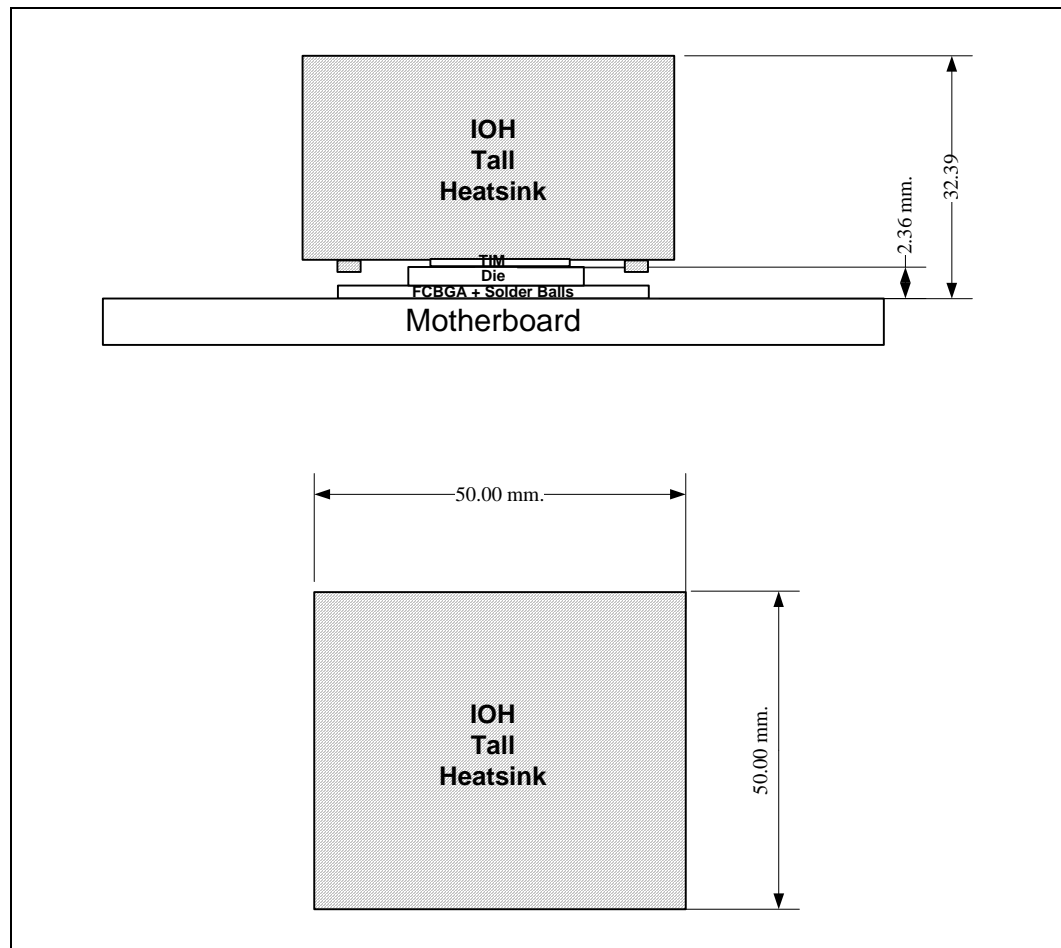 IOH
Tall
Heatsink
32.39
2.36 mm.
TIM
Die
FCBGA + Solder Balls
Motherboard
50.00 mm.
IOH
Tall
Heatsink
50.00 mm.